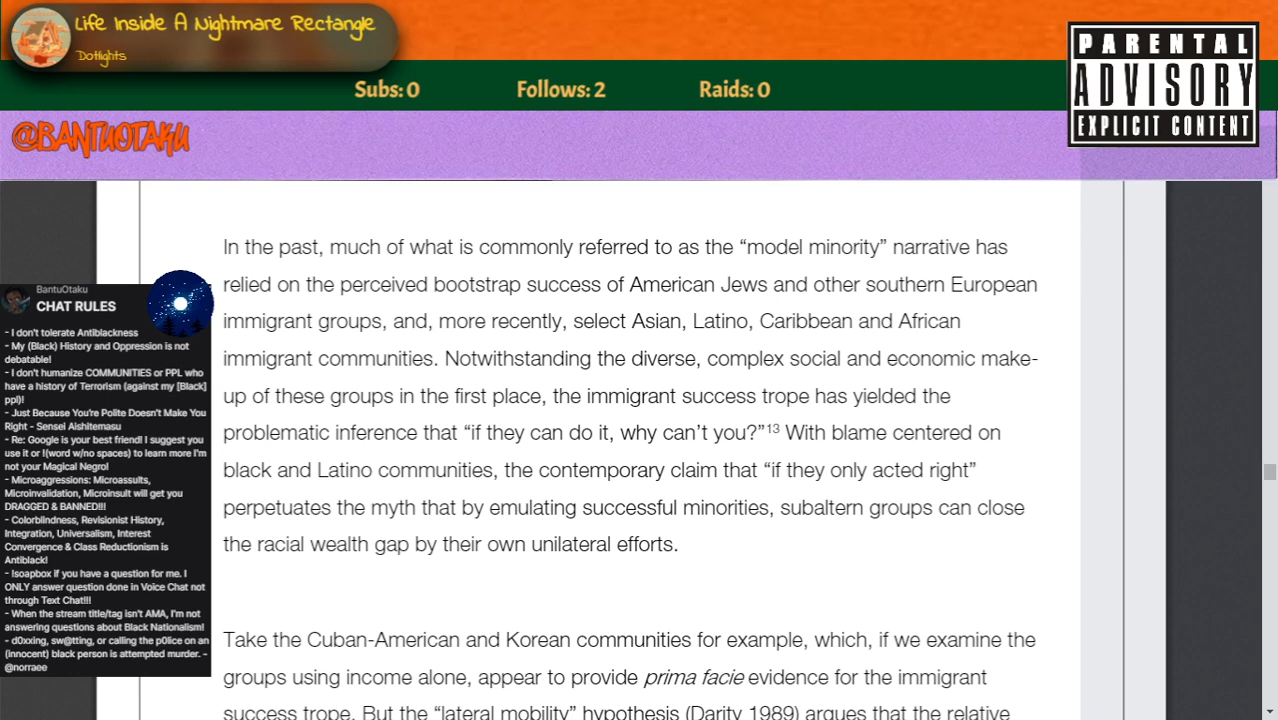 Life Inside A Nightmare Rectangle
Dotlights
Subs: 0
Follows: 2
Raids: 0
PARENTAL
ADVISORY
EXPLICIT CONTENT
@BANTUOTAKU
In the past, much of what is commonly referred to as the “model minority” narrative has
relied on the perceived bootstrap success of American Jews and other southern European
immigrant groups, and, more recently, select Asian, Latino, Caribbean and African
immigrant communities. Notwithstanding the diverse, complex social and economic make-
up of these groups in the first place, the immigrant success trope has yielded the
problematic inference that “if they can do it, why can’t you?”¹³ With blame centered on
black and Latino communities, the contemporary claim that “if they only acted right”
perpetuates the myth that by emulating successful minorities, subaltern groups can close
the racial wealth gap by their own unilateral efforts.
Take the Cuban-American and Korean communities for example, which, if we examine the
groups using income alone, appear to provide prima facie evidence for the immigrant
success trope. But the “lateral mobility” hypothesis (Darity 1989) argues that the relative
BantuOtaku
CHAT RULES
- I don't tolerate Antiblackness
- My (Black) History and Oppression is not
debatable!
- I don't humanize COMMUNITIES or PPL who
have a history of Terrorism (against my [Black]
ppl)!
- Just Because You're Polite Doesn't Make You
Right - Sensei Aishitemasu
- Re: Google is your best friend! I suggest you
use it or !(word w/no spaces) to learn more I'm
not your Magical Negro!
- Microaggressions: Microassults,
Microinvalidation, Microinsult will get you
DRAGGED & BANNED!!!
- Colorblindness, Revisionist History,
Integration, Universalism, Interest
Convergence & Class Reductionism is
Antiblack!
- !soapbox if you have a question for me. I
ONLY answer question done in Voice Chat not
through Text Chat!!!
- When the stream title/tag isn't AMA, I'm not
answering questions about Black Nationalism!
- d0xxing, sw@tting, or calling the p0lice on an
(innocent) black person is attempted murder. -
@norraee